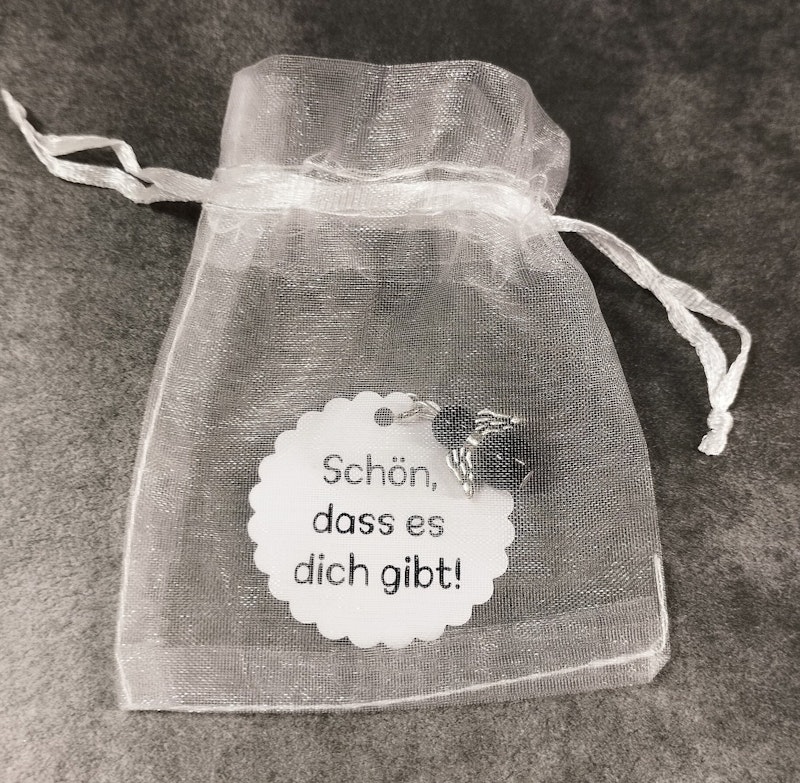 Schön,
dass es
dich gibt!